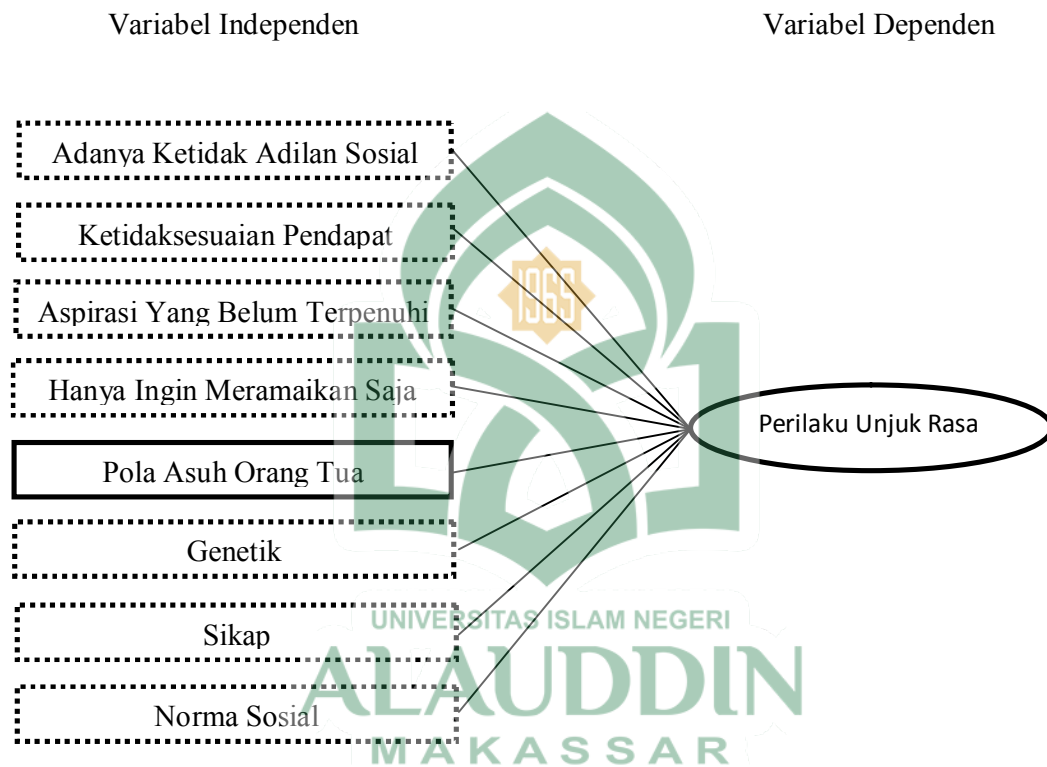 Variabel Independen
Variabel Dependen
Adanya Ketidak Adilan Sosial
Ketidaksesuaian Pendapat
1965
Aspirasi Yang Belum Terpenuhi
Hanya Ingin Meramaikan Saja
Perilaku Unjuk Rasa
Pola Asuh Orang Tua
Genetik
UNIVERSITAS ISLAM NEGERI
Sikap
ALAUDDIN
Norma Sosial
MAKASSAR